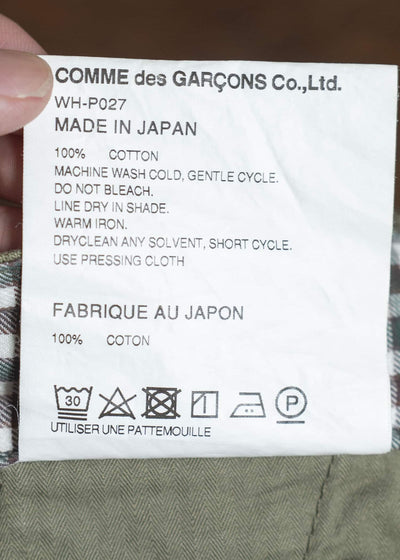 COMME des GARÇONS Co.,Ltd.
WH-P027
MADE IN JAPAN
100% COTTON
MACHINE WASH COLD, GENTLE CYCLE.
DO NOT BLEACH.
LINE DRY IN SHADE.
WARM IRON.
DRYCLEAN ANY SOLVENT, SHORT CYCLE.
USE PRESSING CLOTH
FABRIQUE AU JAPON
100% COTON
30 P
UTILISER UNE PATTEMOUILLE